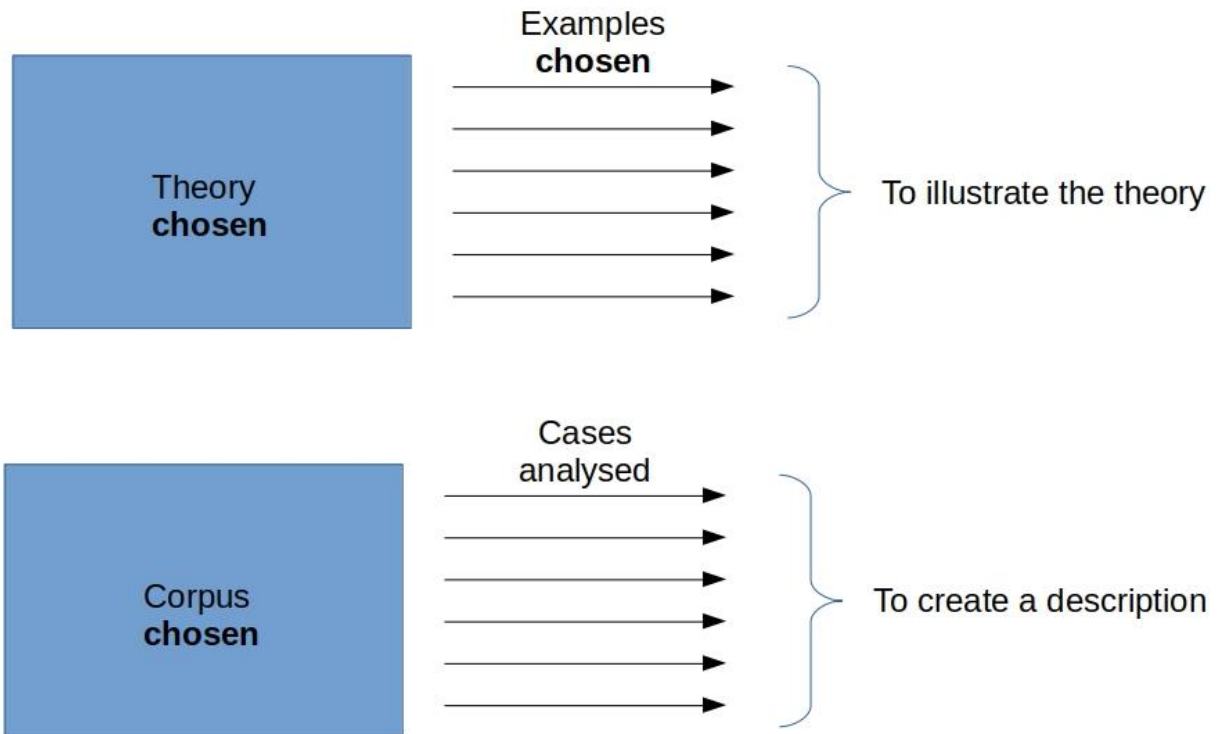 Examples
chosen
Theory
chosen
To illustrate the theory
Cases
analysed
Corpus
chosen
To create a description